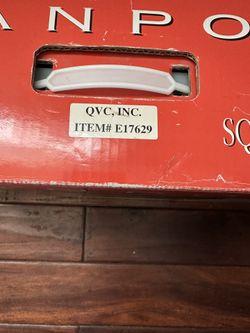 ANPO
QVC, INC.
ITEM# E17629
SQ
A